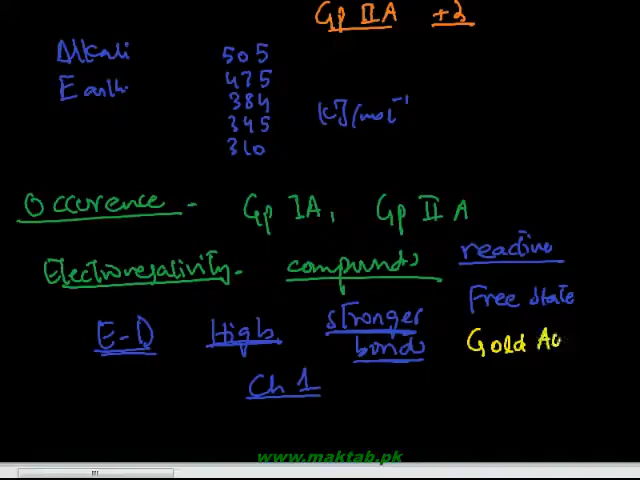 Gp IIA +2
Alkali 505
Earth 475
384
345 kJ/mol⁻¹
310
Occurence - Gp IA, Gp II A
Electronegativity - compounds reactive
Free state
E-D High stronger bond Gold Au
Ch 1
www.maktab.pk